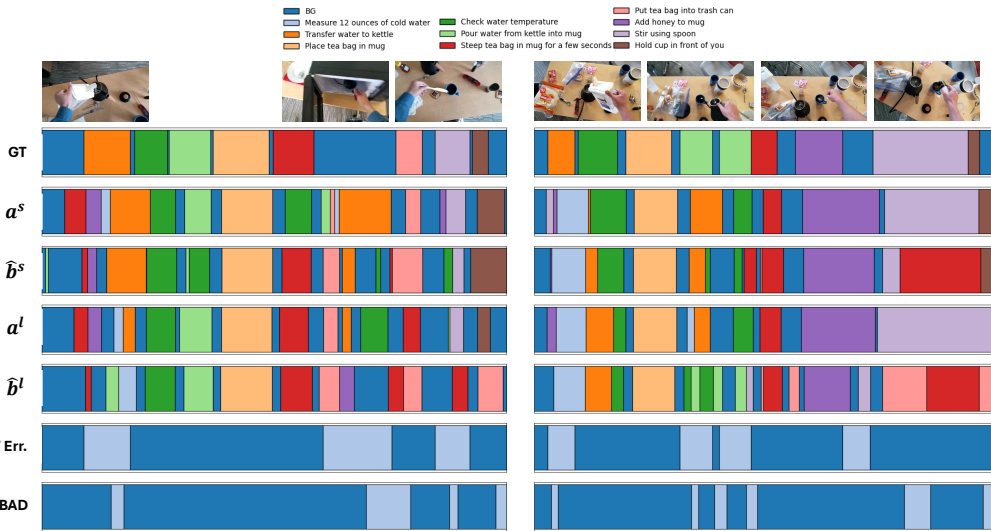 BG
Measure 12 ounces of cold water
Transfer water to kettle
Place tea bag in mug
Check water temperature
Pour water from kettle into mug
Steep tea bag in mug for a few seconds
Put tea bag into trash can
Add honey to mug
Stir using spoon
Hold cup in front of you
GT
aˢ
b̂ˢ
aˡ
b̂ˡ
Err.
BAD